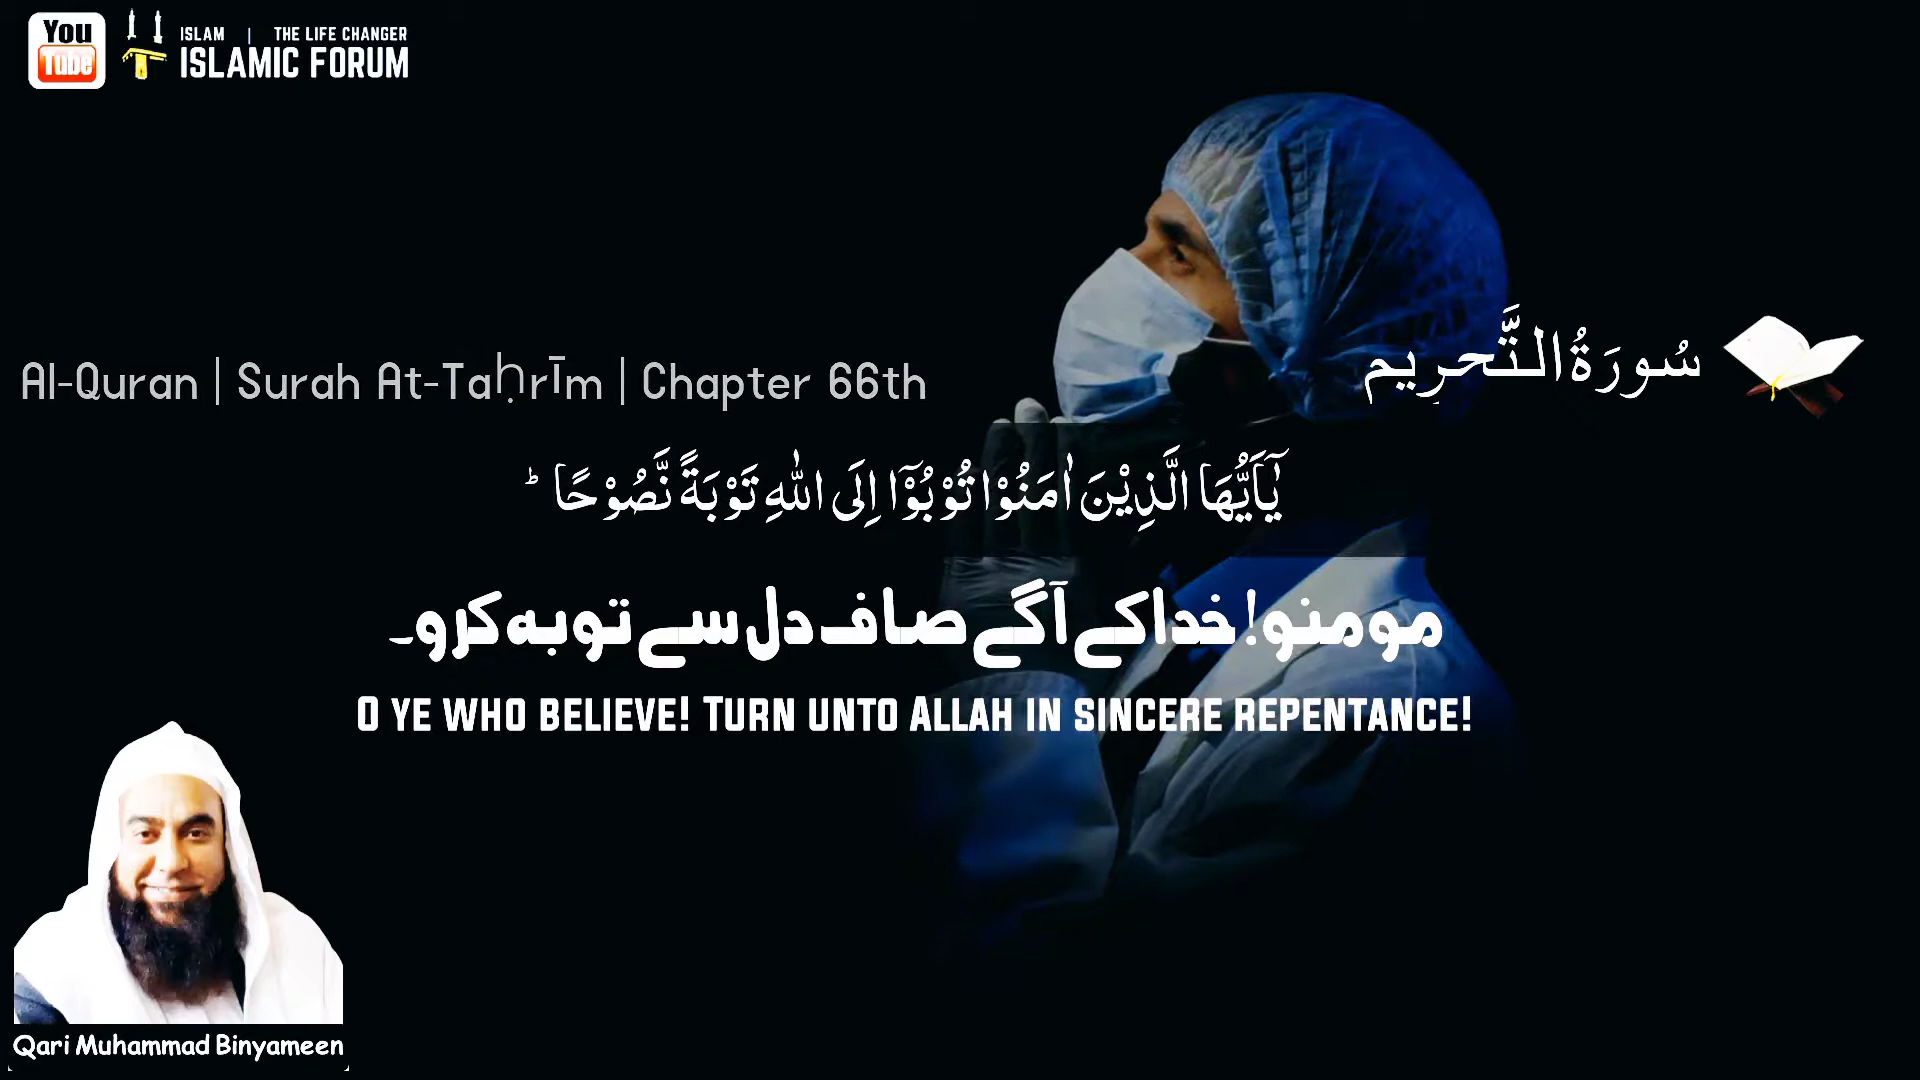 You
Tube
ISLAM | THE LIFE CHANGER
ISLAMIC FORUM
Al-Quran | Surah At-Taḥrīm | Chapter 66th
سُورَةُ التَّحرِيم
يٰۤاَيُّهَا الَّذِيْنَ اٰمَنُوْا تُوْبُوْۤا اِلَى اللّٰهِ تَوْبَةً نَّصُوْحًا ؕ
مومنو! خدا کے آگے صاف دل سے توبہ کرو۔
O YE WHO BELIEVE! TURN UNTO ALLAH IN SINCERE REPENTANCE!
Qari Muhammad Binyameen